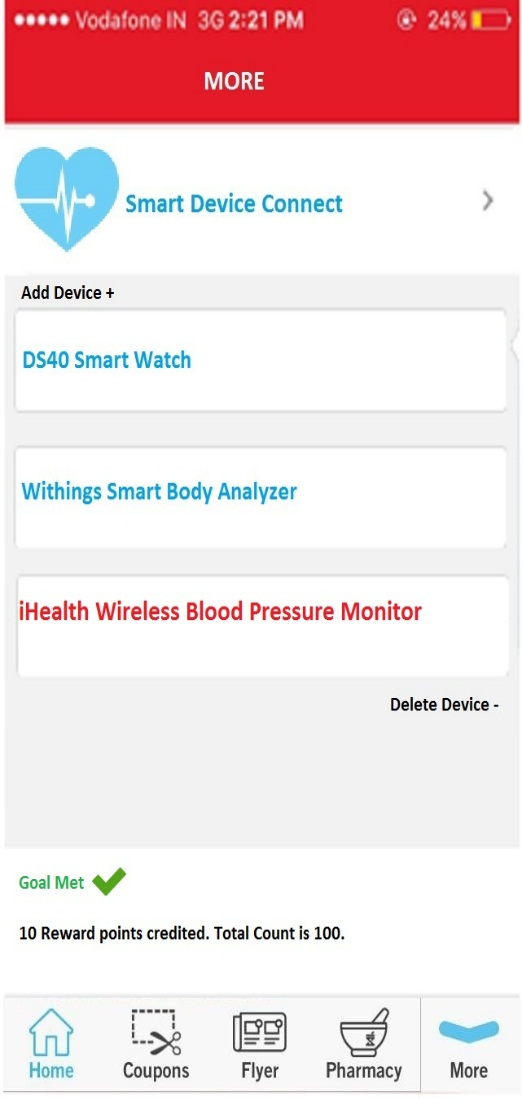 Vodafone IN 3G 2:21 PM 24%
MORE
Smart Device Connect
Add Device +
DS40 Smart Watch
Withings Smart Body Analyzer
iHealth Wireless Blood Pressure Monitor
Delete Device -
Goal Met
10 Reward points credited. Total Count is 100.
Home Coupons Flyer Pharmacy More